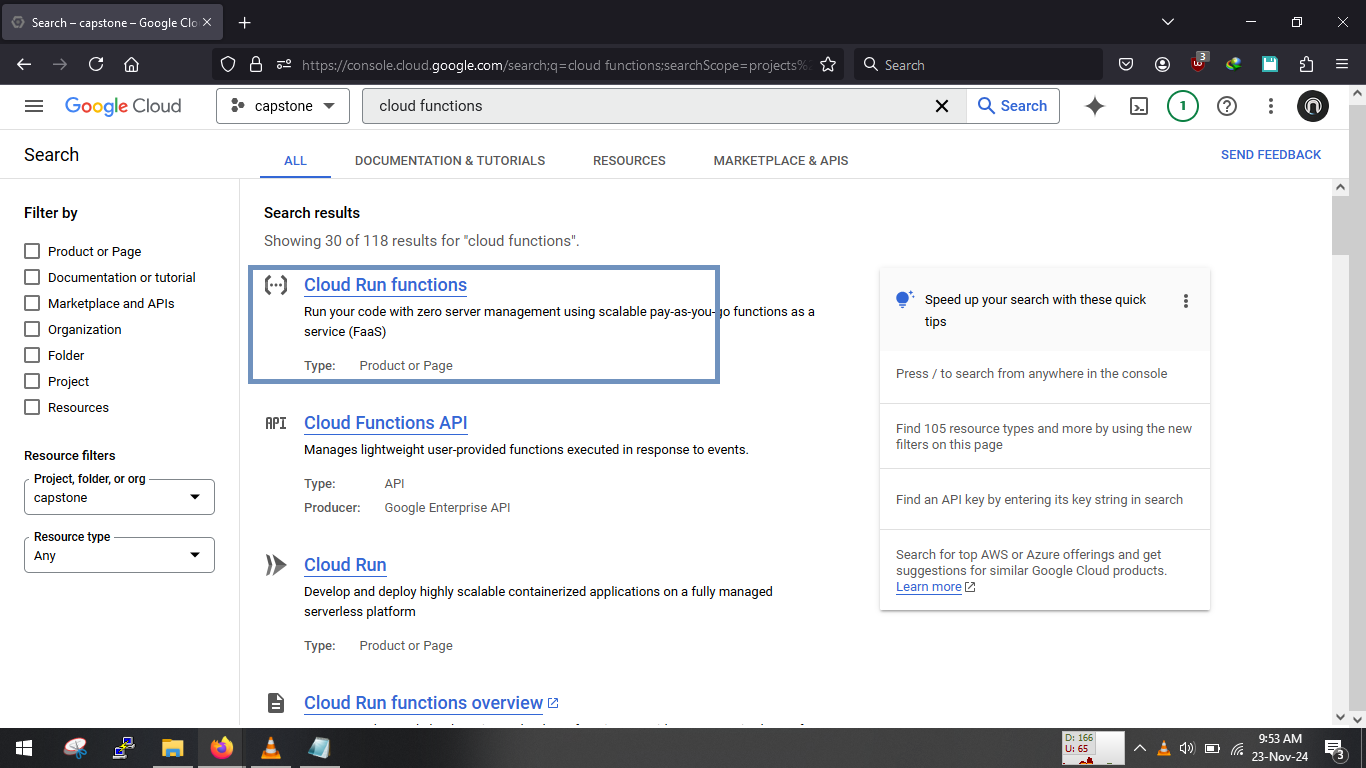 Search – capstone – Google Clo
https://console.cloud.google.com/search;q=cloud functions;searchScope=projects%2
Search
3
Google Cloud
capstone
cloud functions
Search
1
Search
ALL
DOCUMENTATION & TUTORIALS
RESOURCES
MARKETPLACE & APIS
SEND FEEDBACK
Filter by
Product or Page
Documentation or tutorial
Marketplace and APIs
Organization
Folder
Project
Resources
Resource filters
Project, folder, or org
capstone
Resource type
Any
Search results
Showing 30 of 118 results for "cloud functions".
Cloud Run functions
Run your code with zero server management using scalable pay-as-you-go functions as a
service (FaaS)
Type: Product or Page
API
Cloud Functions API
Manages lightweight user-provided functions executed in response to events.
Type: API
Producer: Google Enterprise API
Cloud Run
Develop and deploy highly scalable containerized applications on a fully managed
serverless platform
Type: Product or Page
Cloud Run functions overview
Speed up your search with these quick
tips
Press / to search from anywhere in the console
Find 105 resource types and more by using the new
filters on this page
Find an API key by entering its key string in search
Search for top AWS or Azure offerings and get
suggestions for similar Google Cloud products.
Learn more
D: 166
U: 65
9:53 AM
23-Nov-24
3